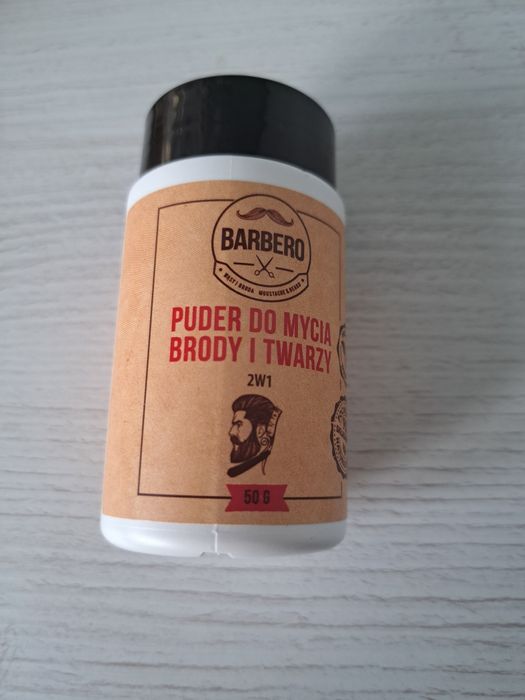 BARBERO
WĄSY I BRODA MOUSTACHE & BEARD
PUDER DO MYCIA
BRODY I TWARZY
2W1
50 G